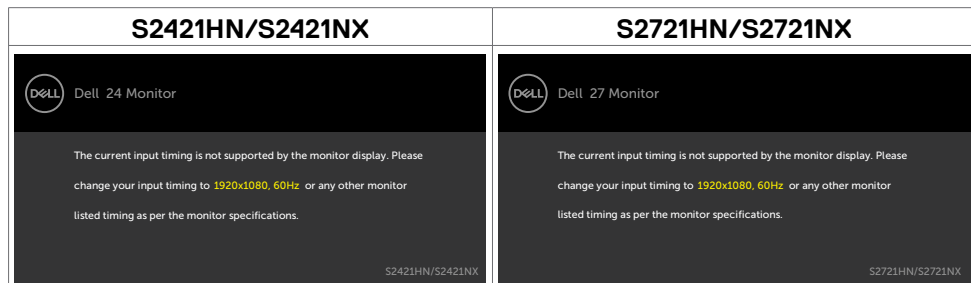 S2421HN/S2421NX
S2721HN/S2721NX
DELL Dell 24 Monitor
The current input timing is not supported by the monitor display. Please
change your input timing to 1920x1080, 60Hz or any other monitor
listed timing as per the monitor specifications.
S2421HN/S2421NX
DELL Dell 27 Monitor
The current input timing is not supported by the monitor display. Please
change your input timing to 1920x1080, 60Hz or any other monitor
listed timing as per the monitor specifications.
S2721HN/S2721NX